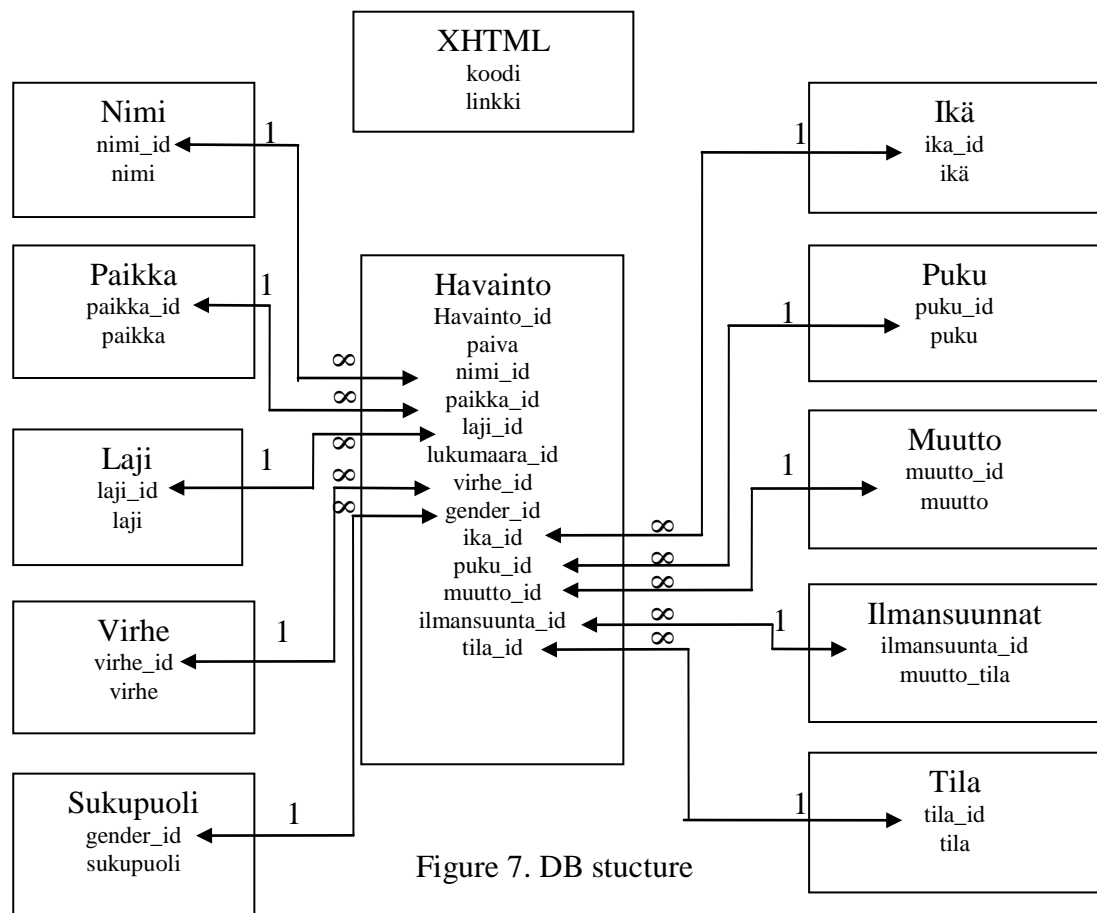 XHTML
koodi
linkki
Nimi
nimi_id
nimi
1
Paikka
paikka_id
paikka
1
Laji
laji_id
laji
1
Virhe
virhe_id
virhe
1
Sukupuoli
gender_id
sukupuoli
1
Havainto
Havainto_id
paiva
nimi_id
paikka_id
laji_id
lukumaara_id
virhe_id
gender_id
ika_id
puku_id
muutto_id
ilmansuunta_id
tila_id
∞
∞
∞
∞
∞
∞
∞
∞
∞
∞
Ikä
ika_id
ikä
1
Puku
puku_id
puku
1
Muutto
muutto_id
muutto
1
Ilmansuunnat
ilmansuunta_id
muutto_tila
1
Tila
tila_id
tila
1
Figure 7. DB stucture